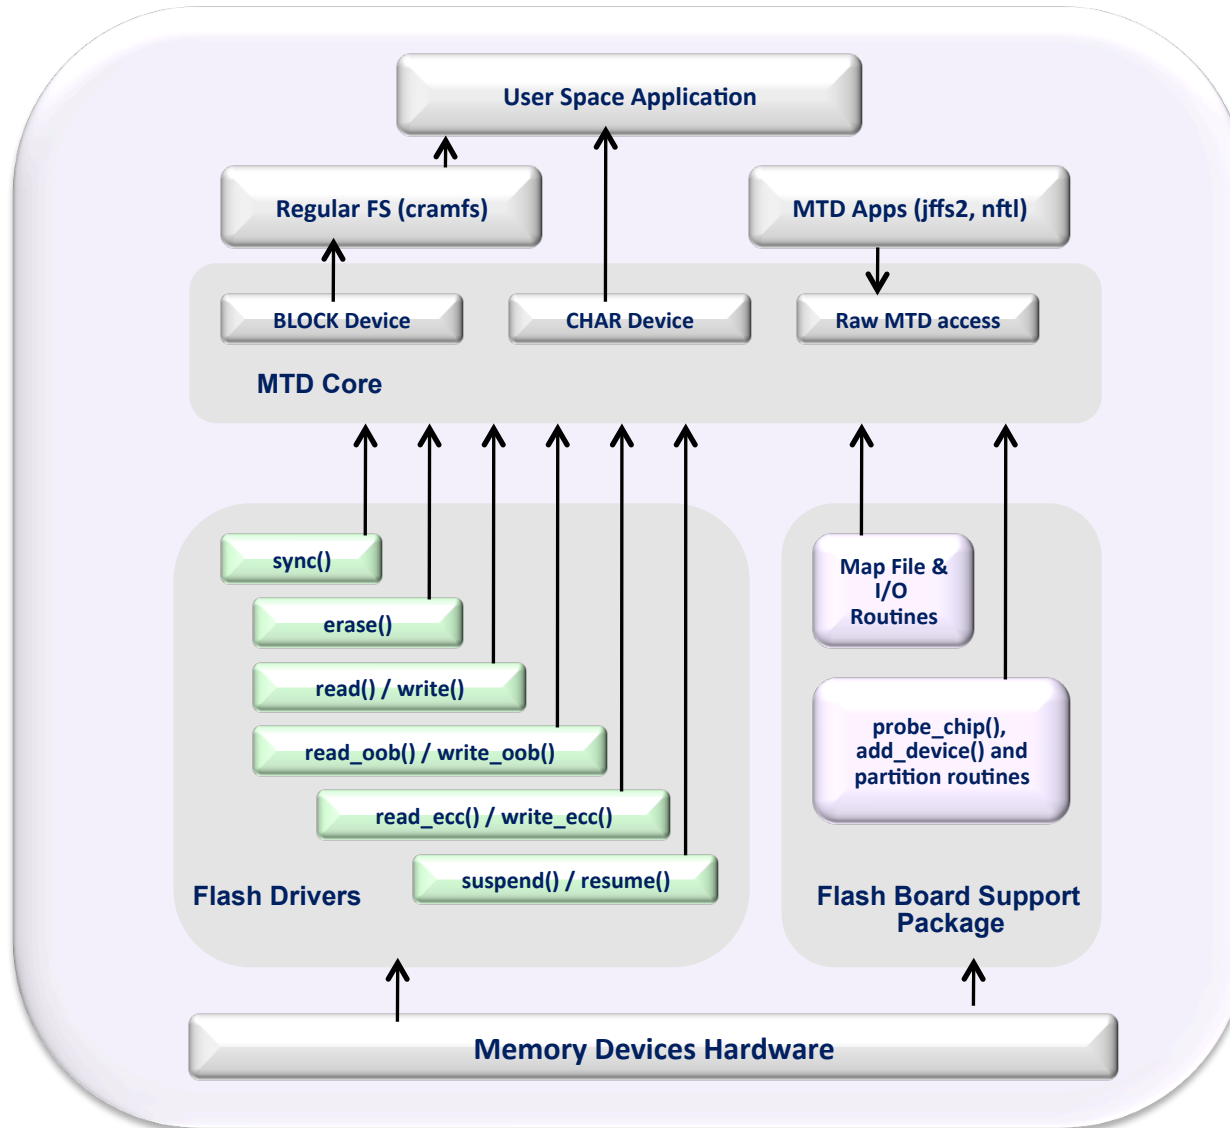 User Space Application
Regular FS (cramfs)
MTD Apps (jffs2, nftl)
BLOCK Device
CHAR Device
Raw MTD access
MTD Core
sync()
erase()
read() / write()
read_oob() / write_oob()
read_ecc() / write_ecc()
suspend() / resume()
Flash Drivers
Map File &
I/O
Routines
probe_chip(),
add_device() and
partition routines
Flash Board Support
Package
Memory Devices Hardware